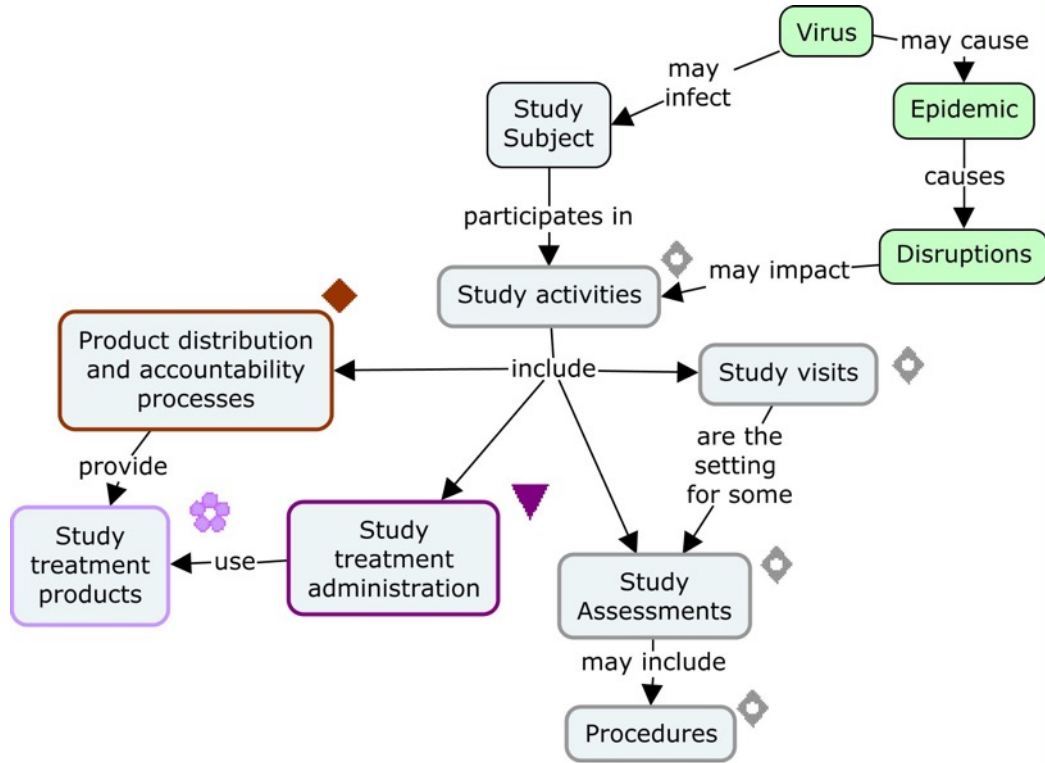 Virus
may cause
may
infect
Study
Subject
Epidemic
causes
participates in
Disruptions
may impact
Study activities
Product distribution
and accountability
processes
include
Study visits
are the
setting
for some
provide
Study
treatment
products
use
Study
treatment
administration
Study
Assessments
may include
Procedures